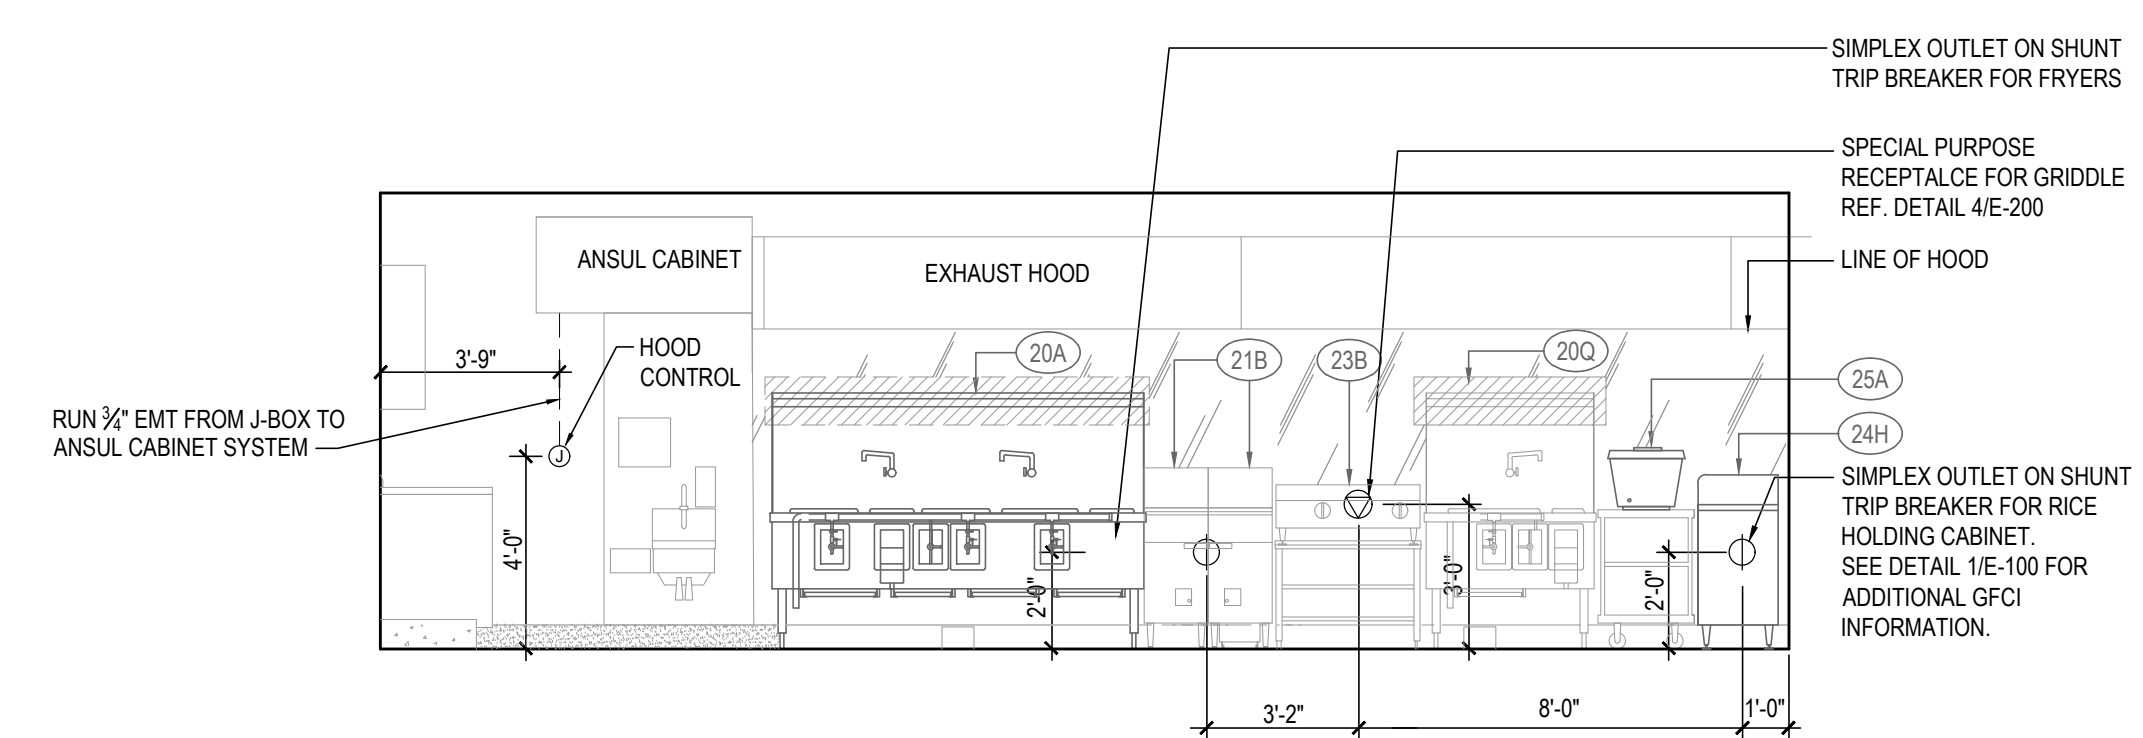 SIMPLEX OUTLET ON SHUNT
TRIP BREAKER FOR FRYERS
SPECIAL PURPOSE
RECEPTALCE FOR GRIDDLE
REF. DETAIL 4/E-200
LINE OF HOOD
ANSUL CABINET
EXHAUST HOOD
3'-9"
HOOD
CONTROL
20A
21B
23B
20Q
25A
24H
RUN ¾" EMT FROM J-BOX TO
ANSUL CABINET SYSTEM
J
4'-0"
2'-0"
3'-0"
2'-0"
SIMPLEX OUTLET ON SHUNT
TRIP BREAKER FOR RICE
HOLDING CABINET.
SEE DETAIL 1/E-100 FOR
ADDITIONAL GFCI
INFORMATION.
3'-2"
8'-0"
1'-0"